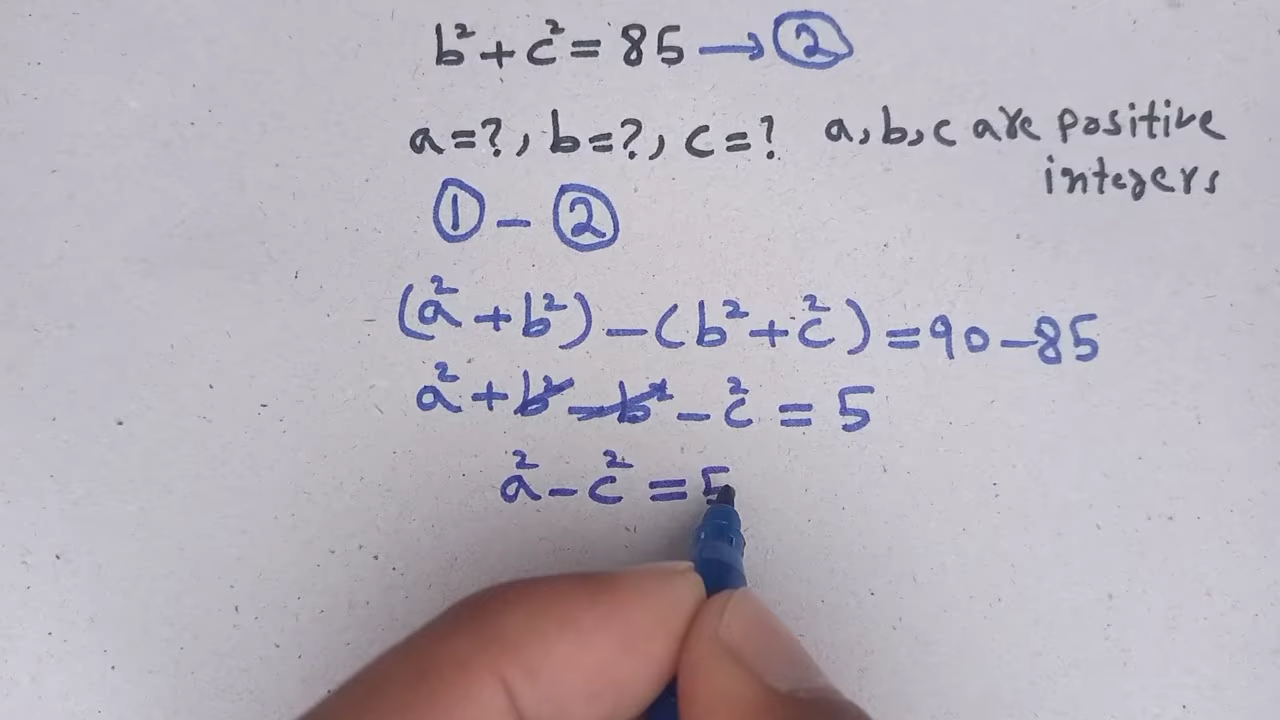 b² + c² = 85 → ②
a = ?, b = ?, c = ? a, b, c are positive
integers
① - ②
(a² + b²) - (b² + c²) = 90 - 85
a² + b² - b² - c² = 5
a² - c² = 5